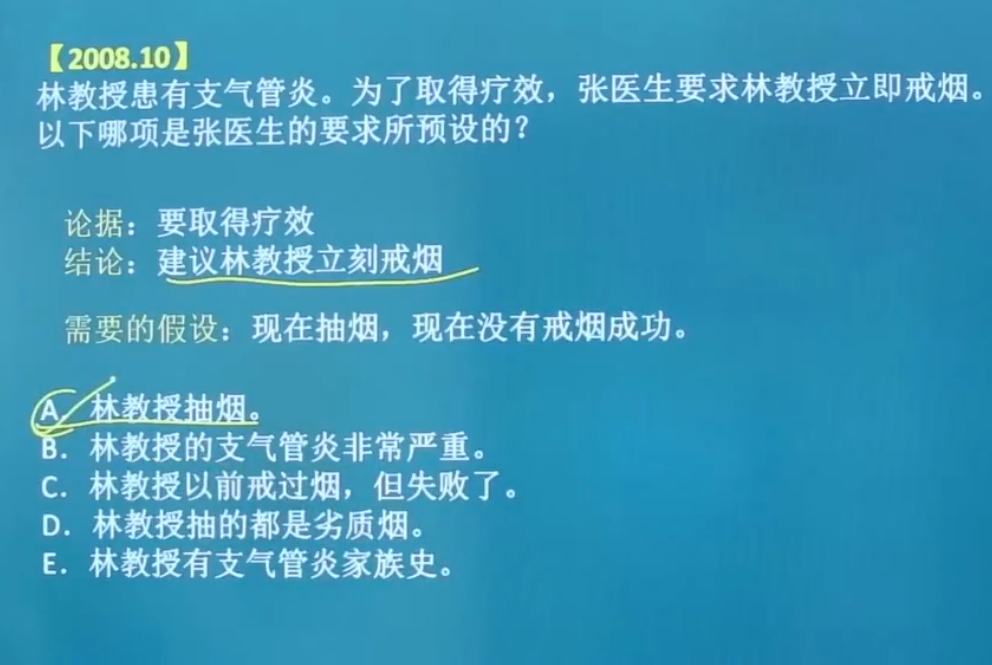 【2008.10】
林教授患有支气管炎。为了取得疗效，张医生要求林教授立即戒烟。
以下哪项是张医生的要求所预设的？
论据：要取得疗效
结论：建议林教授立刻戒烟
需要的假设：现在抽烟，现在没有戒烟成功。
A. 林教授抽烟。
B. 林教授的支气管炎非常严重。
C. 林教授以前戒过烟，但失败了。
D. 林教授抽的都是劣质烟。
E. 林教授有支气管炎家族史。